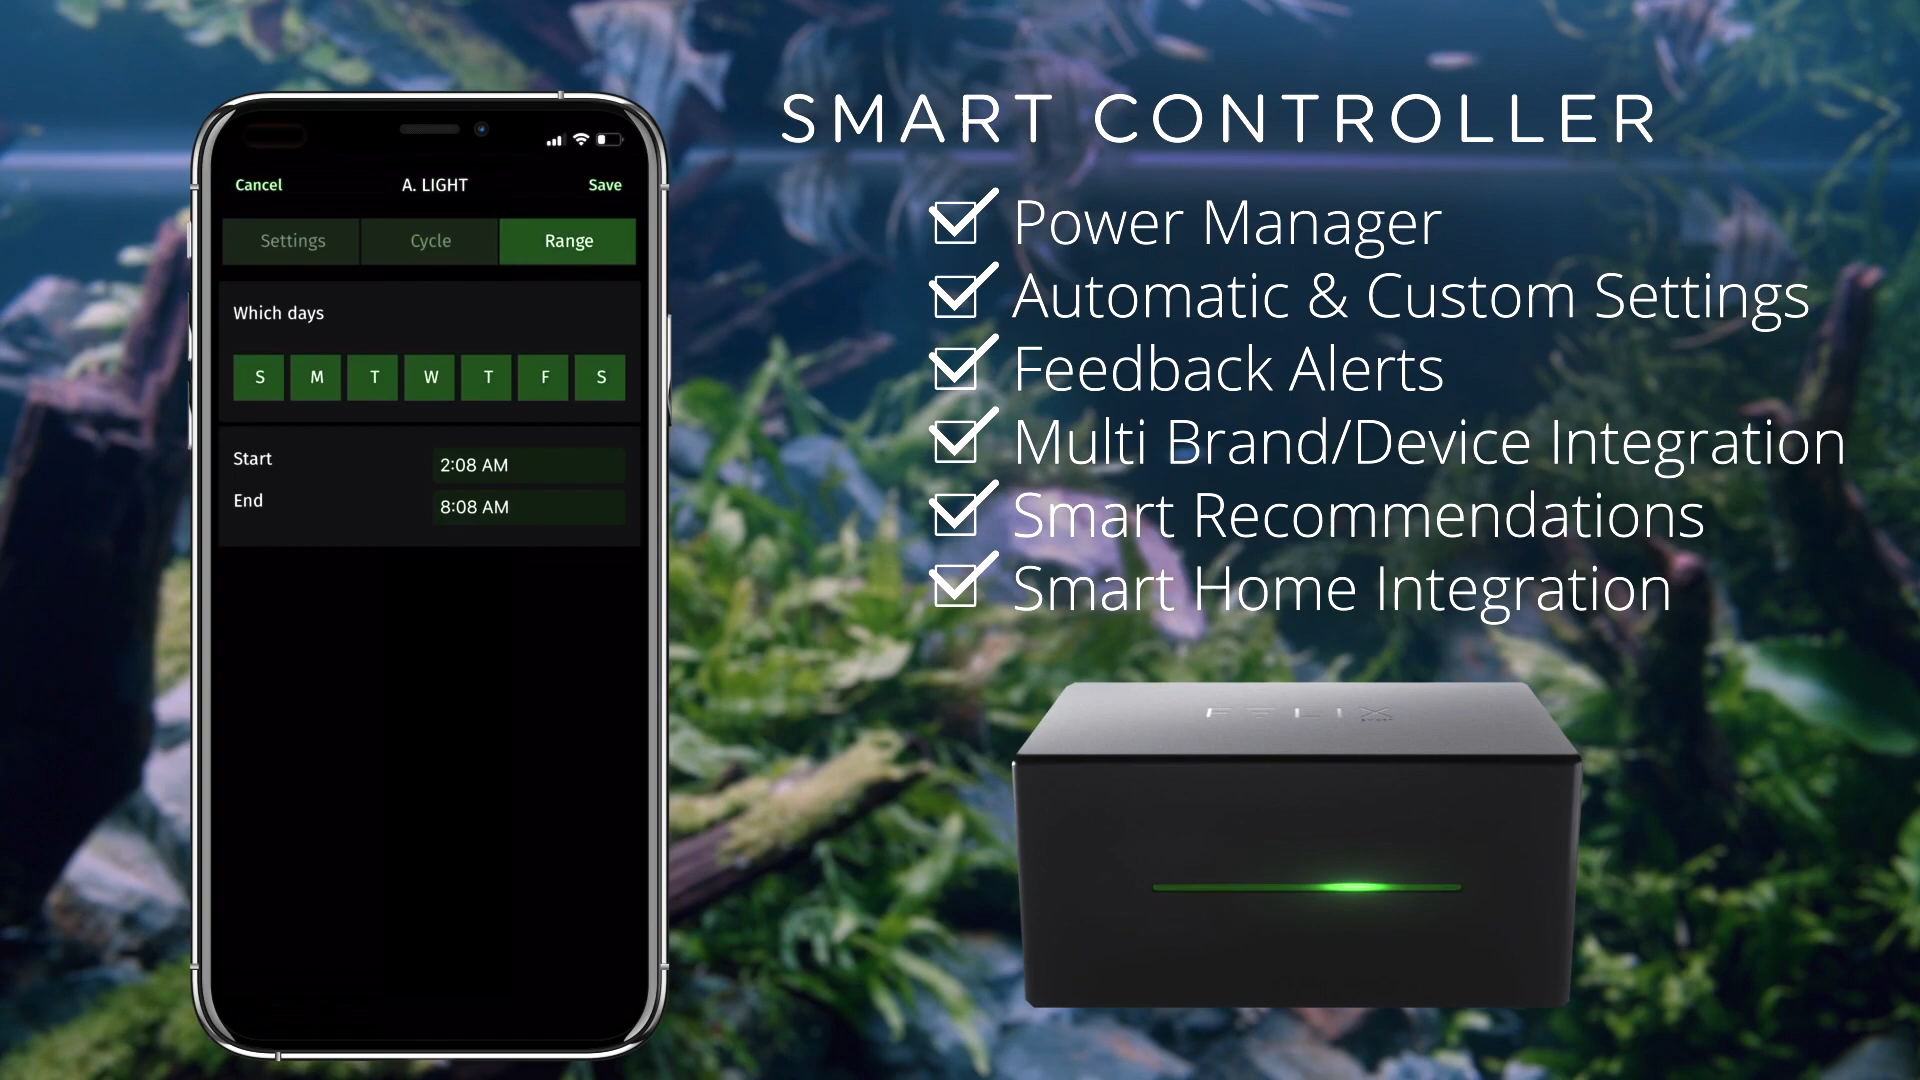 SMART CONTROLLER
Power Manager
Automatic & Custom Settings
Feedback Alerts
Multi Brand/Device Integration
Smart Recommendations
Smart Home Integration
Cancel A. LIGHT Save
Settings Cycle Range
Which days
S M T W T F S
Start 2:08 AM
End 8:08 AM
FELIX